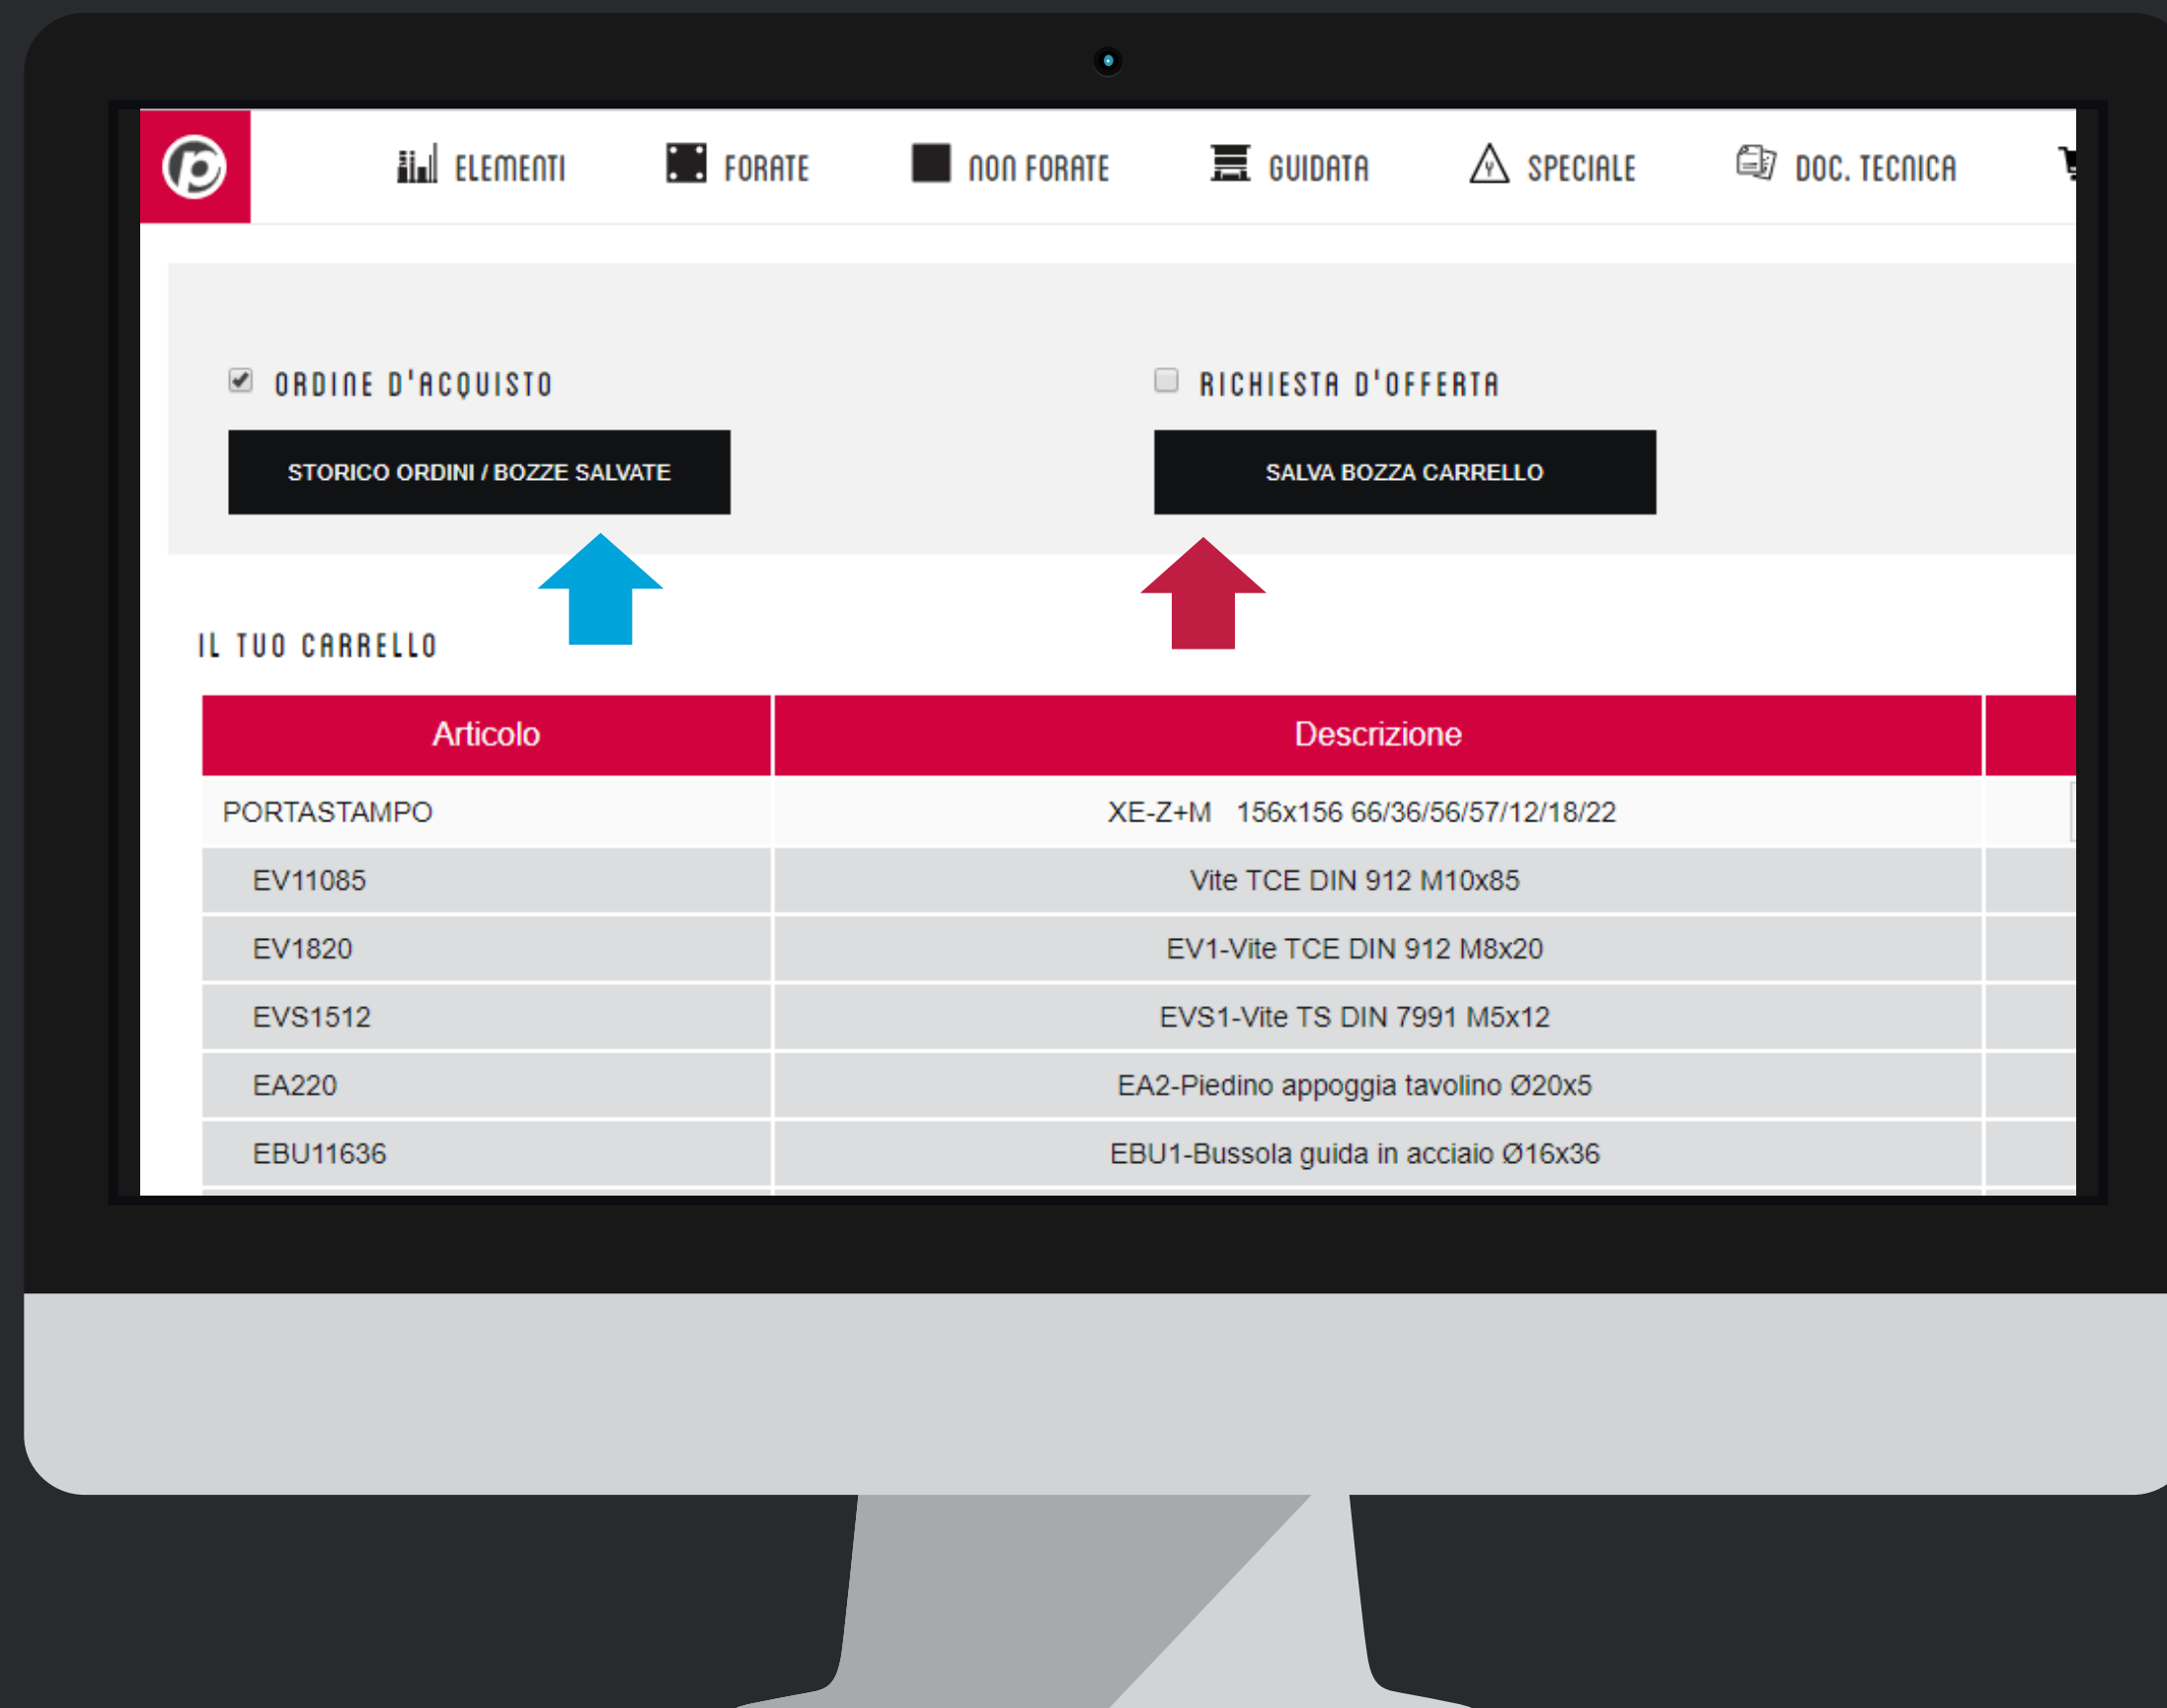 ELEMENTI FORATE NON FORATE GUIDATA SPECIALE DOC. TECNICA
ORDINE D'ACQUISTO RICHIESTA D'OFFERTA
STORICO ORDINI / BOZZE SALVATE SALVA BOZZA CARRELLO
IL TUO CARRELLO
Articolo Descrizione
PORTASTAMPO XE-Z+M 156x156 66/36/56/57/12/18/22
EV11085 Vite TCE DIN 912 M10x85
EV1820 EV1-Vite TCE DIN 912 M8x20
EVS1512 EVS1-Vite TS DIN 7991 M5x12
EA220 EA2-Piedino appoggia tavolino Ø20x5
EBU11636 EBU1-Bussola guida in acciaio Ø16x36